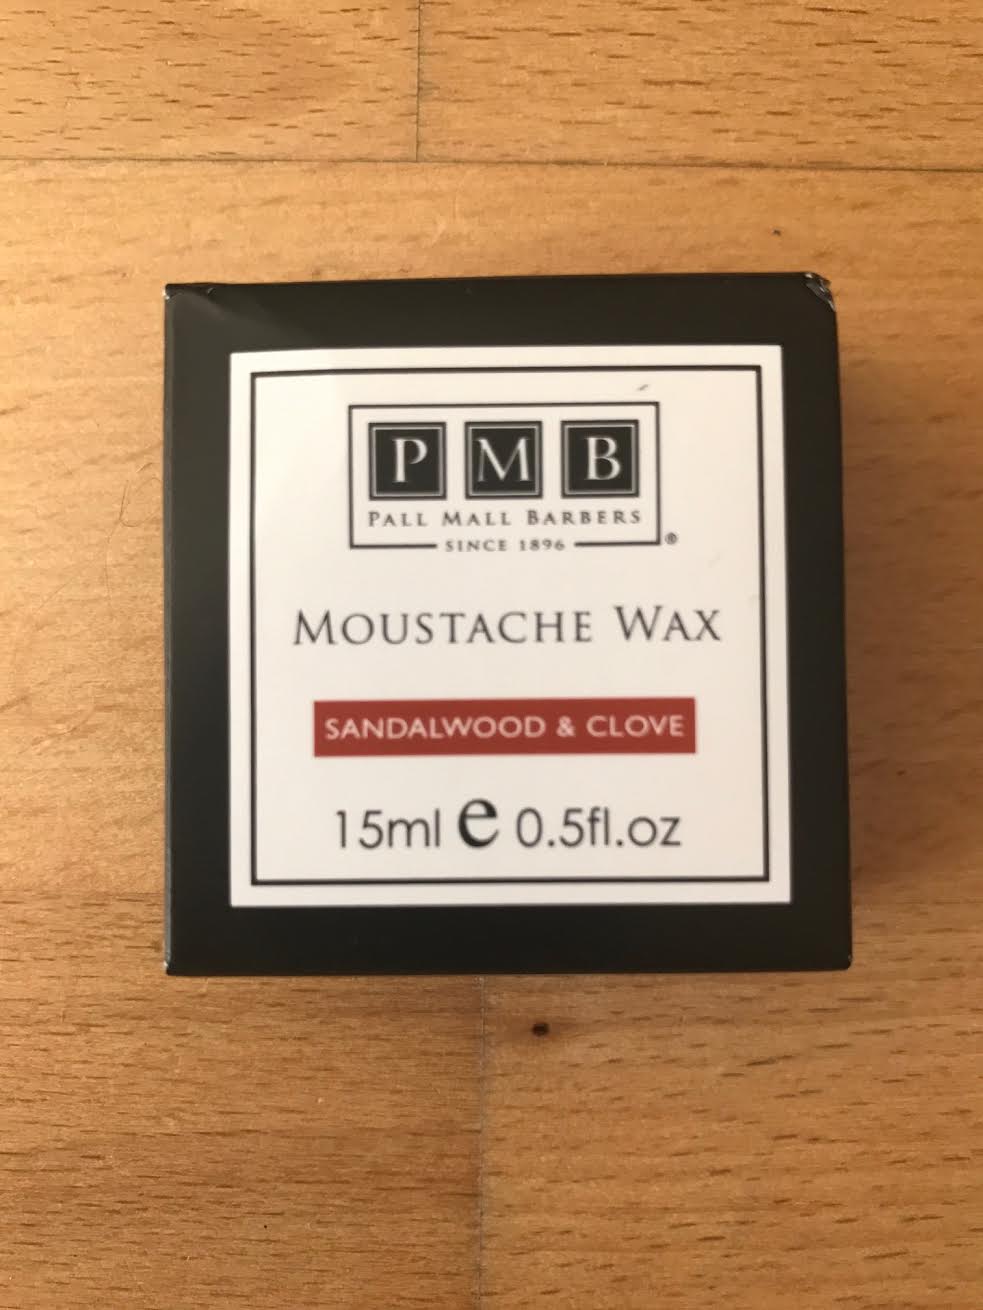 P M B
PALL MALL BARBERS
SINCE 1896 ®
MOUSTACHE WAX
SANDALWOOD & CLOVE
15ml e 0.5fl.oz